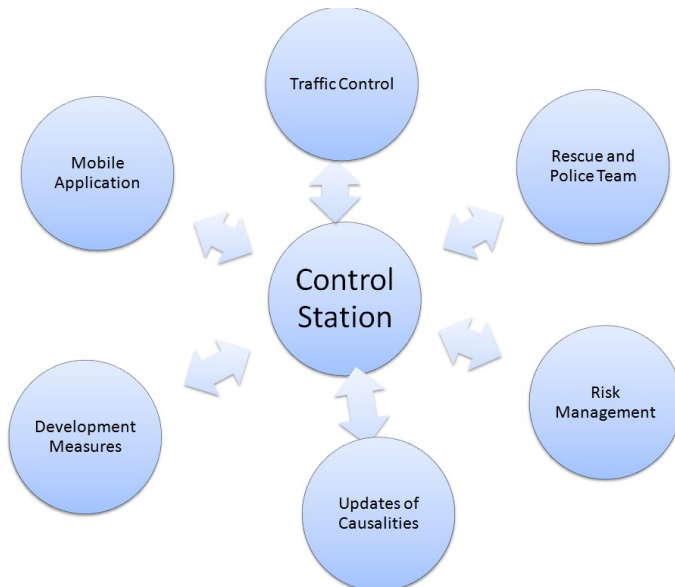 Traffic Control
Mobile
Application
Rescue and
Police Team
Control
Station
Development
Measures
Risk
Management
Updates of
Causalities